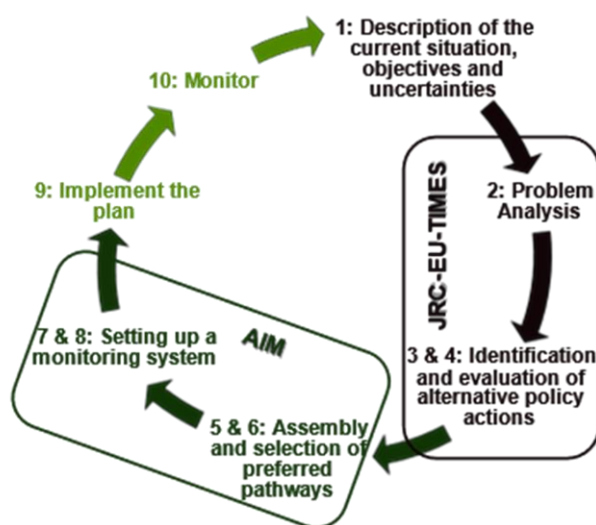 1: Description of the
current situation,
objectives and
uncertainties
2: Problem
Analysis
JRC-EU-TIMES
3 & 4: Identification
and evaluation of
alternative policy
actions
5 & 6: Assembly
and selection of
preferred
pathways
AIM
7 & 8: Setting up a
monitoring system
9: Implement the
plan
10: Monitor